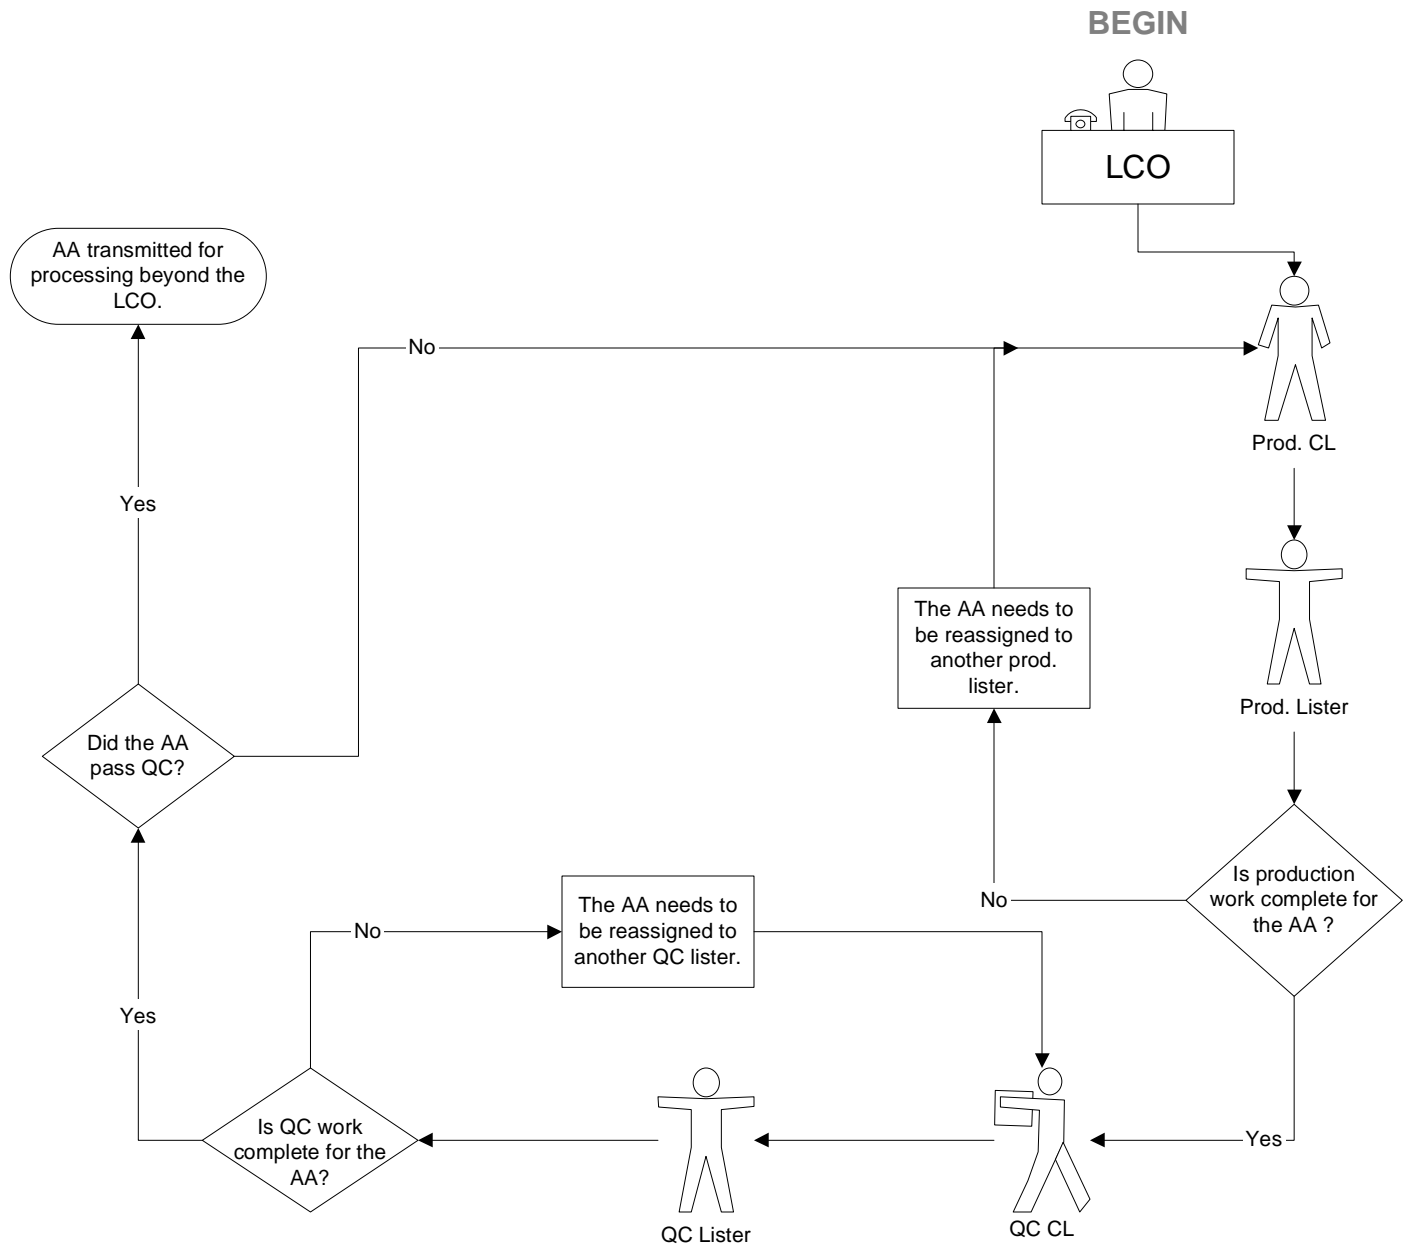 BEGIN
LCO
AA transmitted for
processing beyond the
LCO.
No
Prod. CL
Yes
The AA needs to
be reassigned to
another prod.
lister.
Prod. Lister
Did the AA
pass QC?
Is production
work complete for
the AA ?
No
The AA needs to
be reassigned to
another QC lister.
No
Yes
Is QC work
complete for the
AA?
Yes
QC Lister
QC CL